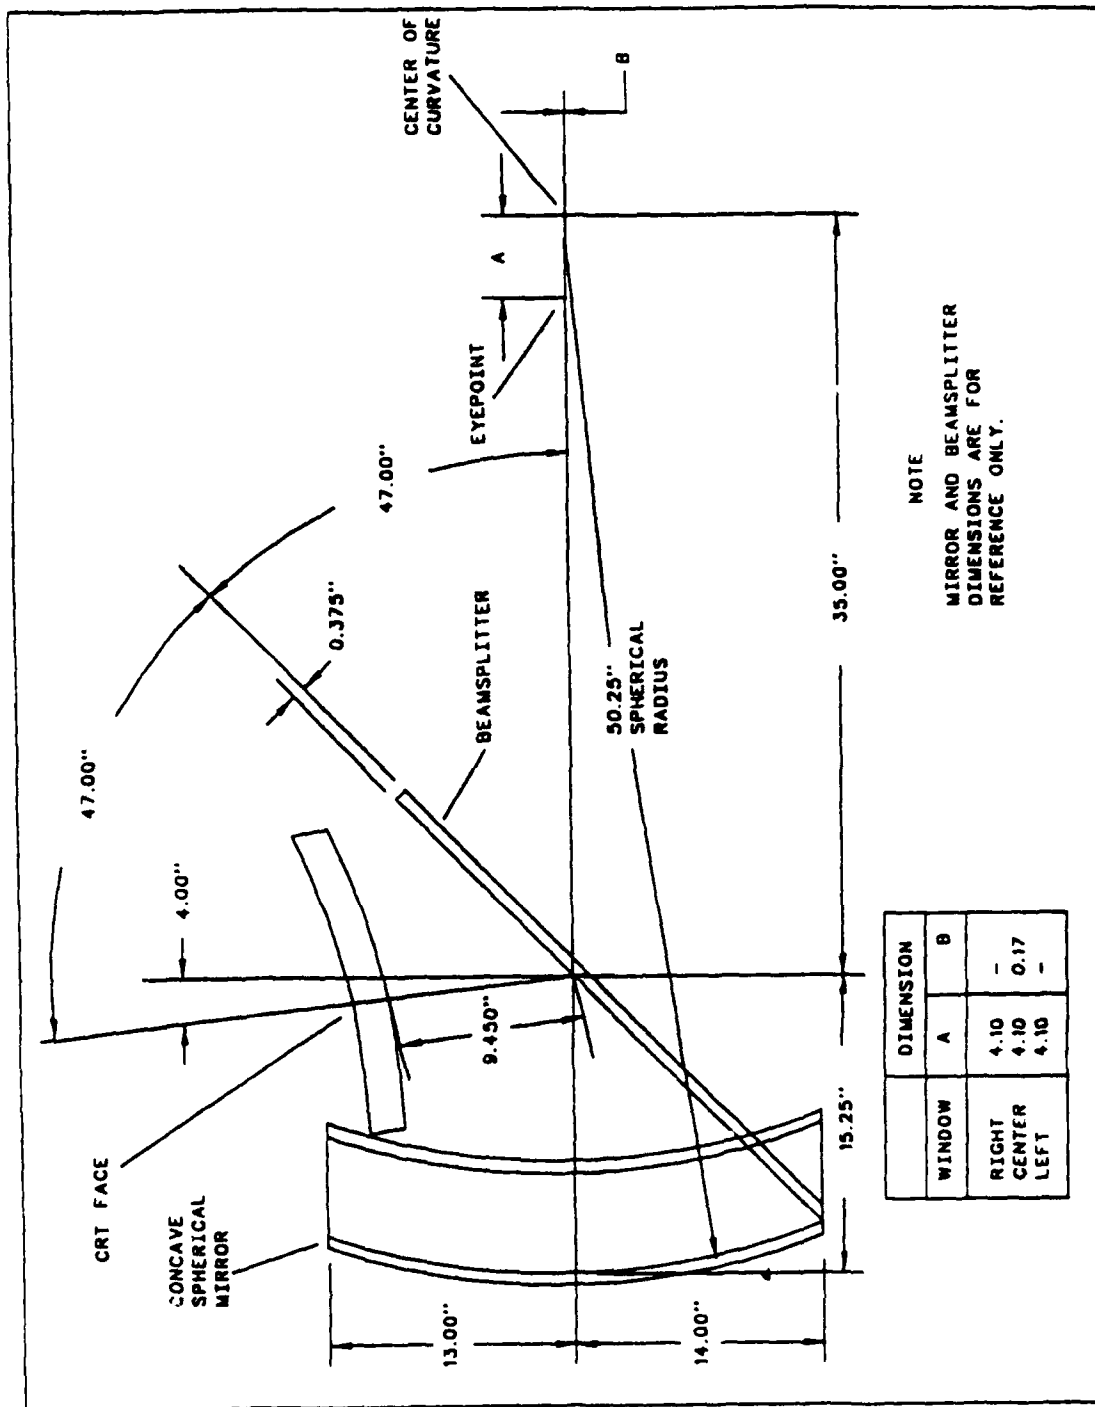 CENTER OF
CURVATURE
B
A
EYEPOINT
47.00"
47.00"
4.00"
0.375"
BEAMSPLITTER
CRT FACE
9.450"
50.25"
SPHERICAL
RADIUS
35.00"
CONCAVE
SPHERICAL
MIRROR
13.00"
14.00"
15.25"
NOTE
MIRROR AND BEAMSPLITTER
DIMENSIONS ARE FOR
REFERENCE ONLY.
DIMENSION
WINDOW A B
RIGHT 4.10 -
CENTER 4.10 0.17
LEFT 4.10 -